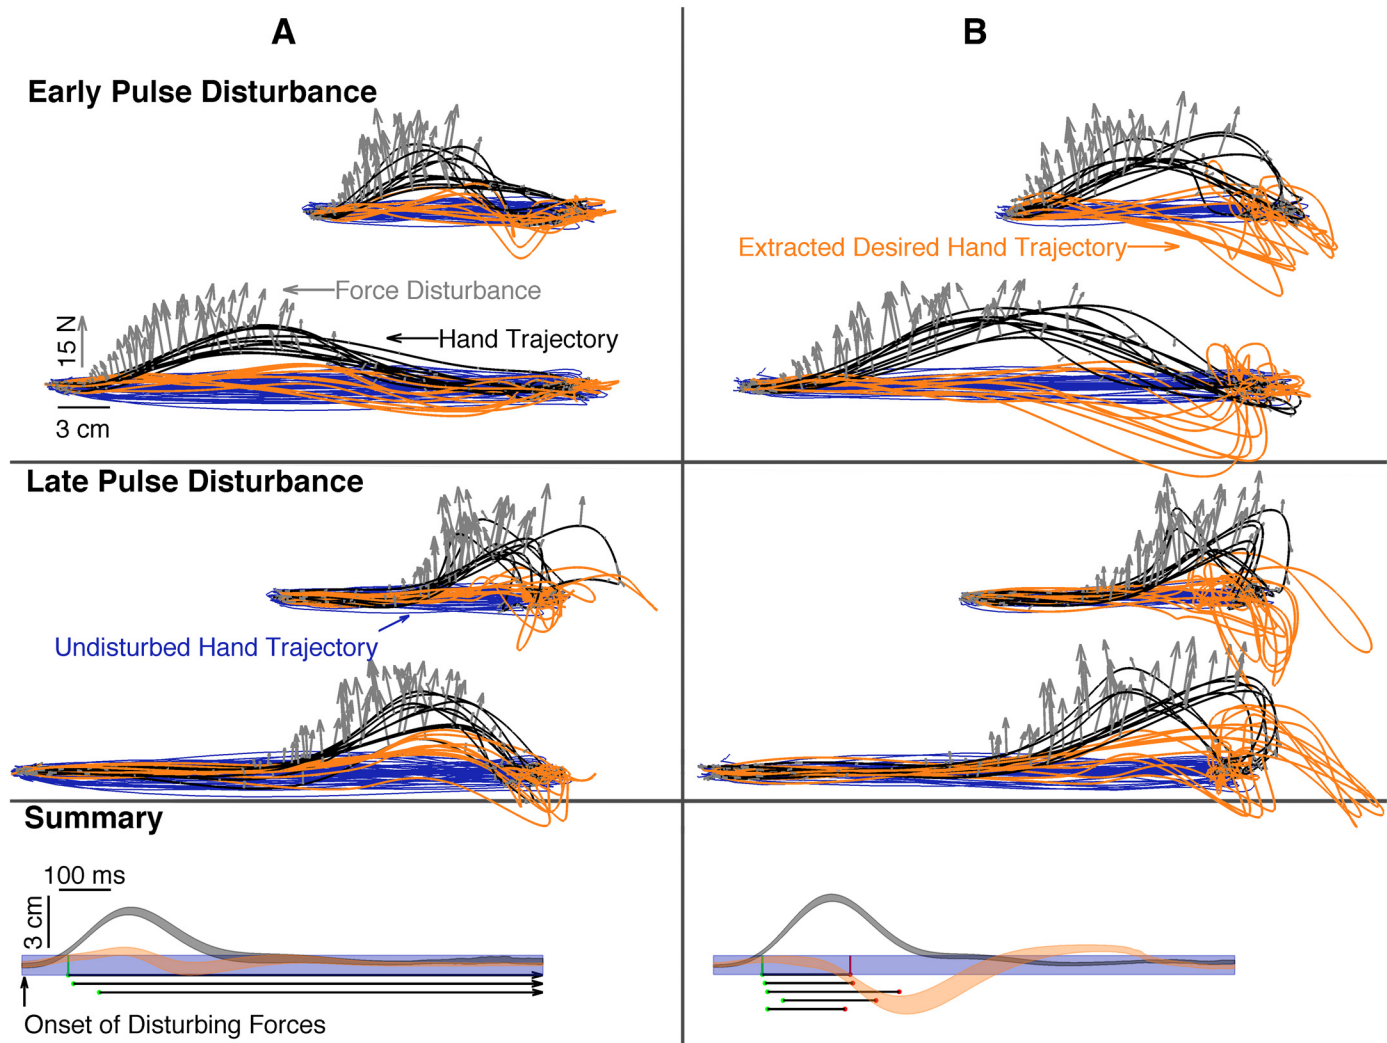 A
B
Early Pulse Disturbance
Extracted Desired Hand Trajectory
Force Disturbance
15 N
Hand Trajectory
3 cm
Late Pulse Disturbance
Undisturbed Hand Trajectory
Summary
100 ms
3 cm
Onset of Disturbing Forces